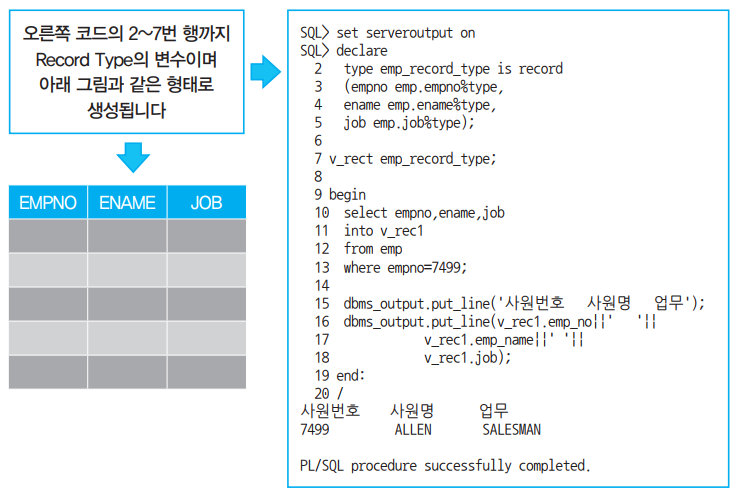 오른쪽 코드의 2~7번 행까지
Record Type의 변수이며
아래 그림과 같은 형태로
생성됩니다
EMPNO ENAME JOB
SQL> set serveroutput on
SQL> declare
2 type emp_record_type is record
3 (empno emp.empno%type,
4 ename emp.ename%type,
5 job emp.job%type);
6
7 v_rect emp_record_type;
8
9 begin
10 select empno,ename,job
11 into v_rec1
12 from emp
13 where empno=7499;
14
15 dbms_output.put_line('사원번호 사원명 업무');
16 dbms_output.put_line(v_rec1.emp_no||' '||
17 v_rec1.emp_name||' '||
18 v_rec1.job);
19 end:
20 /
사원번호 사원명 업무
7499 ALLEN SALESMAN
PL/SQL procedure successfully completed.